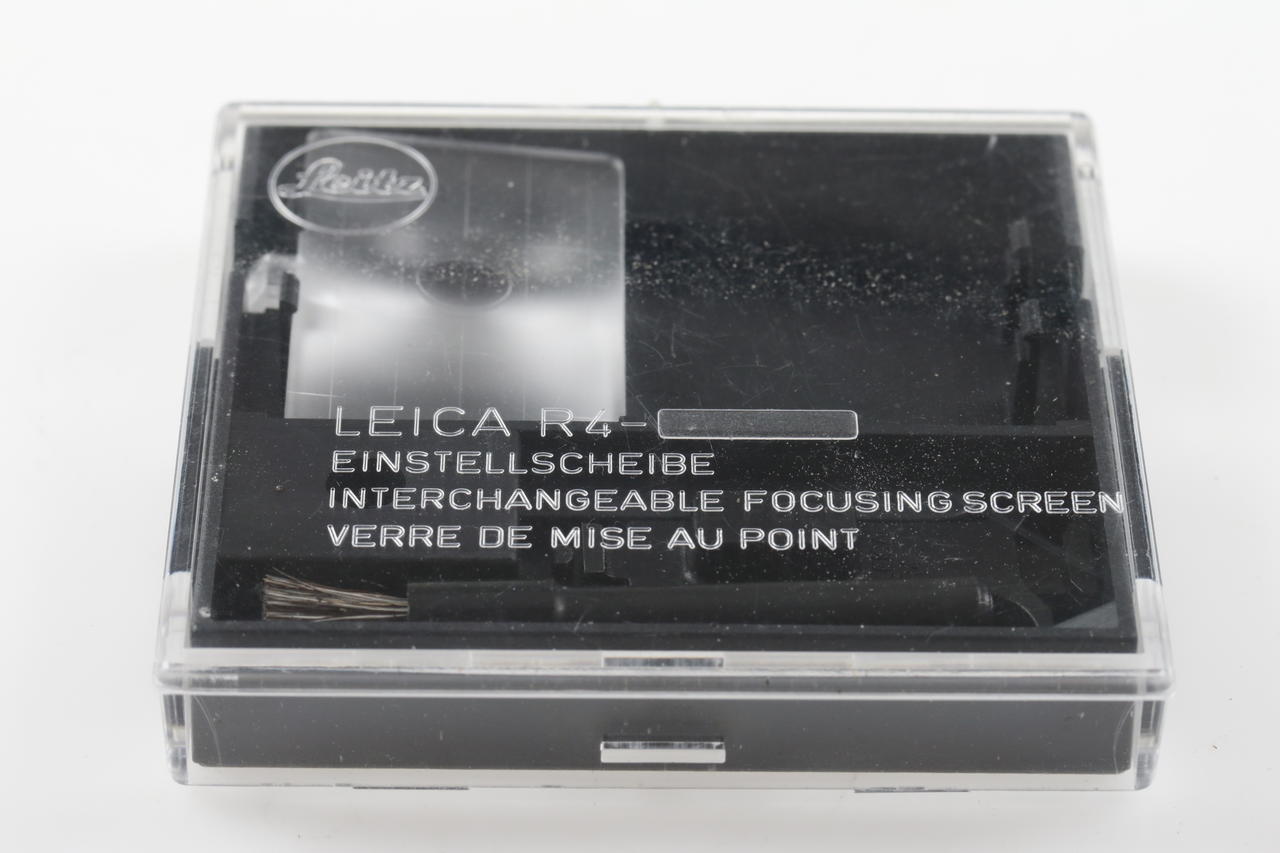 Leitz
LEICA R4-
EINSTELLSCHEIBE
INTERCHANGEABLE FOCUSING SCREEN
VERRE DE MISE AU POINT